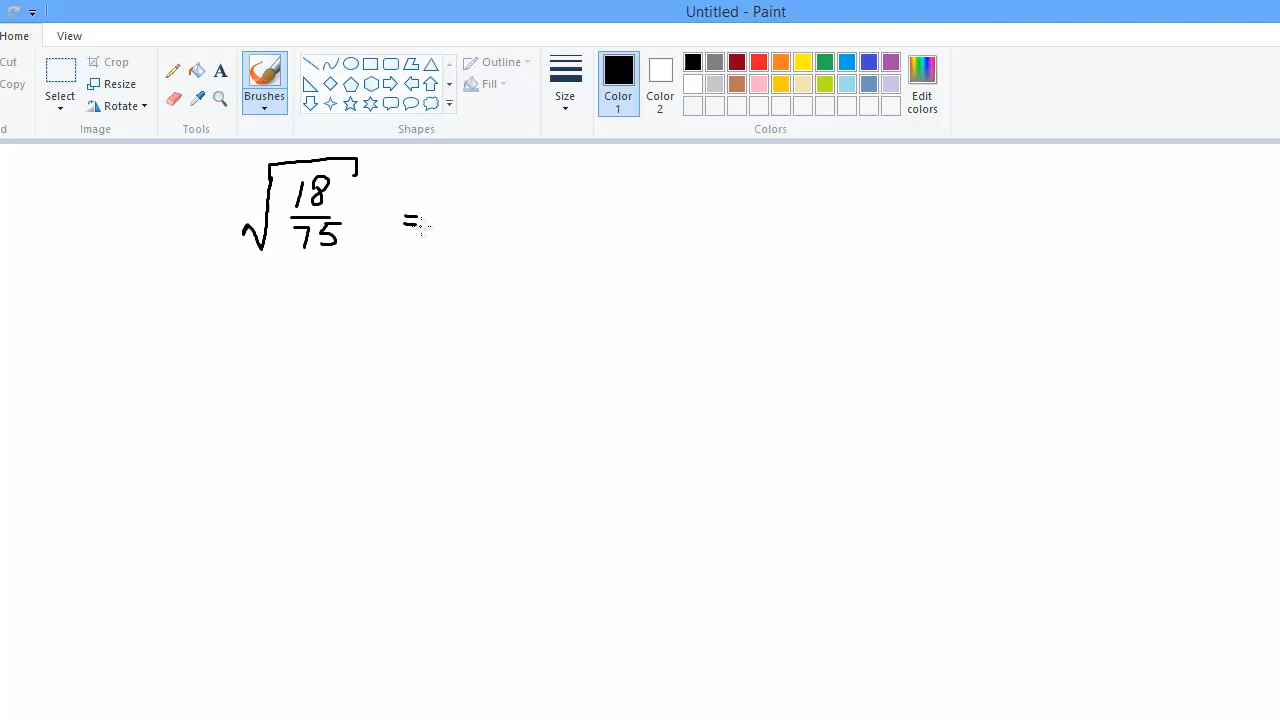 Untitled - Paint
Home View
Cut
Copy
Select
Crop
Resize
Rotate
Image
Tools
Brushes
Outline
Fill
Shapes
Size
Color 1
Color 2
Edit colors
Colors
d
√18/75 =